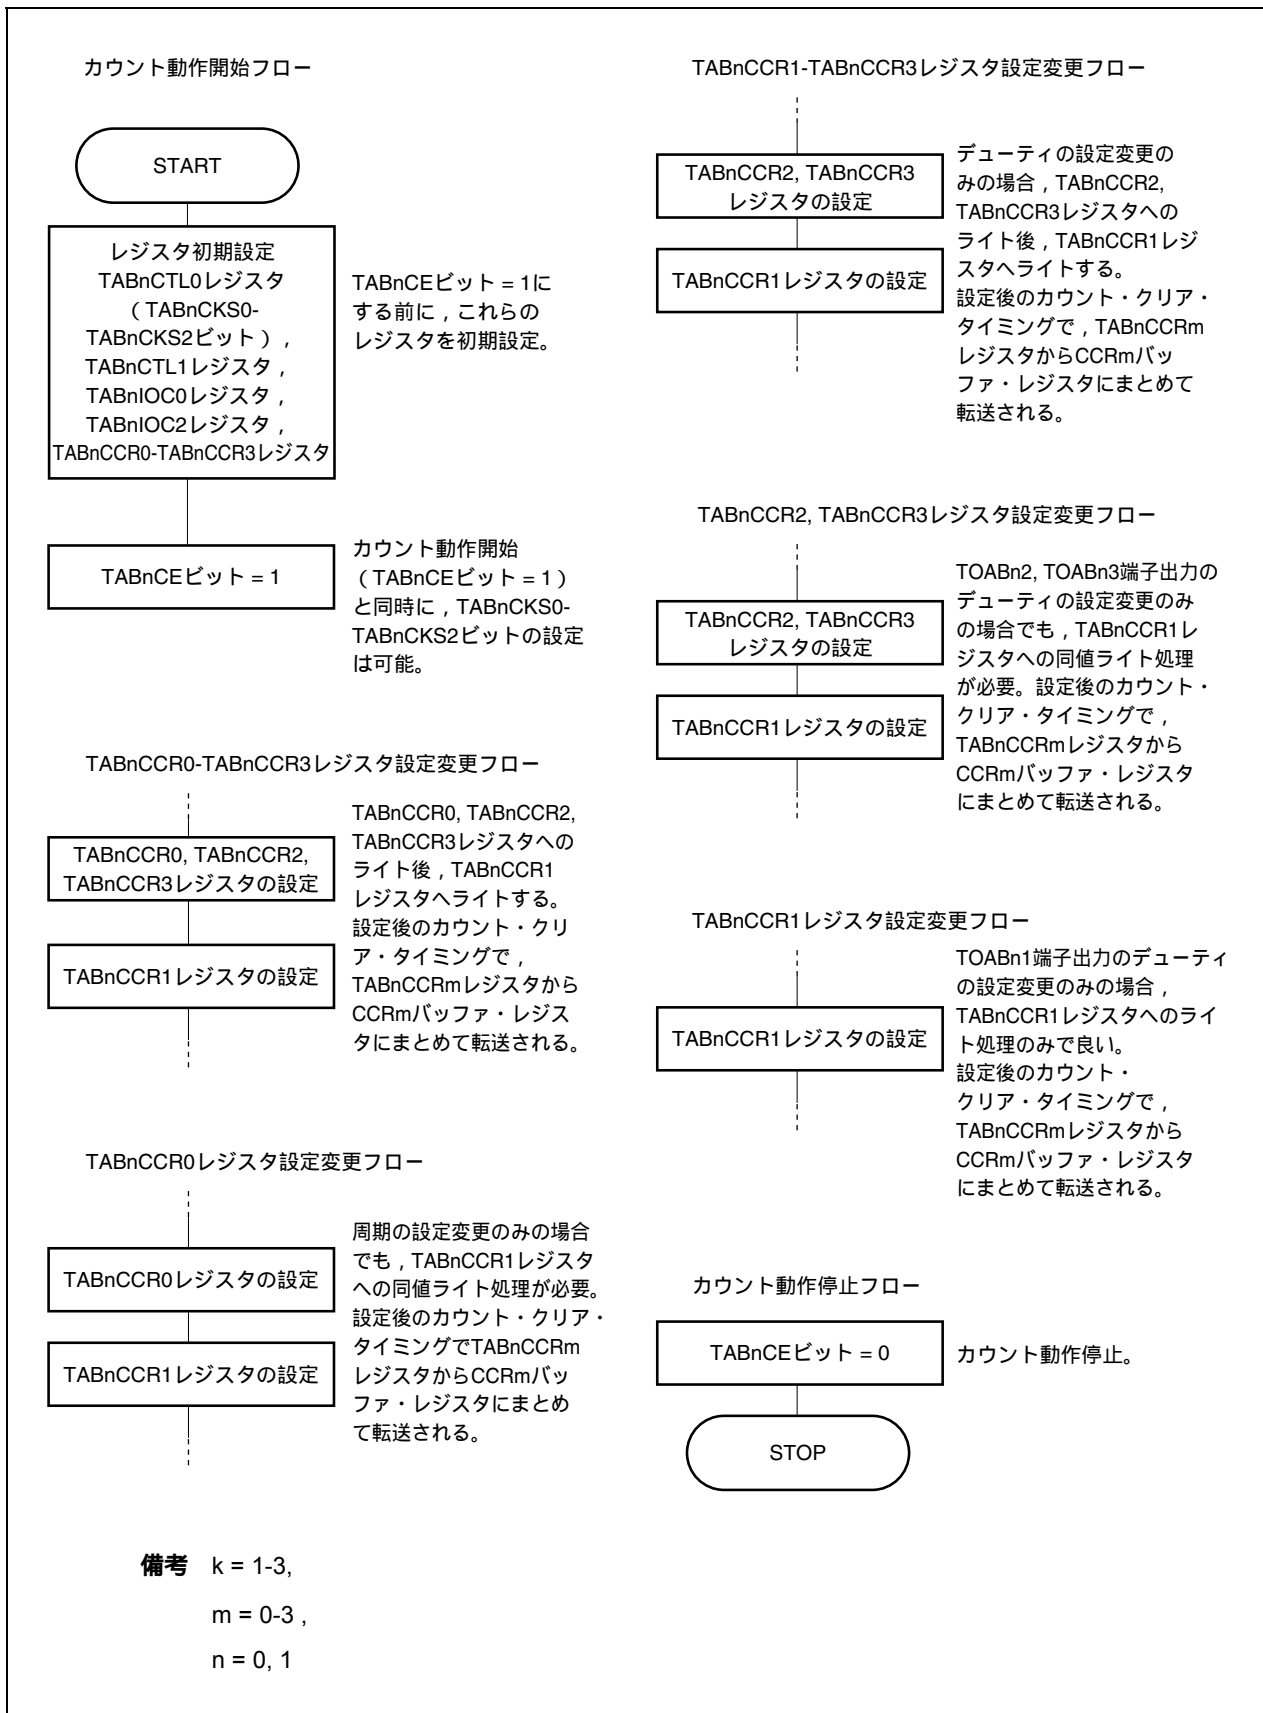 カウント動作開始フロー
START
レジスタ初期設定
TABnCTL0レジスタ
（TABnCKS0-
TABnCKS2ビット），
TABnCTL1レジスタ，
TABnIOC0レジスタ，
TABnIOC2レジスタ，
TABnCCR0-TABnCCR3レジスタ
TABnCEビット = 1に
する前に，これらの
レジスタを初期設定。
TABnCEビット = 1
カウント動作開始
（TABnCEビット = 1）
と同時に，TABnCKS0-
TABnCKS2ビットの設定
は可能。
TABnCCR0-TABnCCR3レジスタ設定変更フロー
TABnCCR0, TABnCCR2,
TABnCCR3レジスタの設定
TABnCCR1レジスタの設定
TABnCCR0, TABnCCR2,
TABnCCR3レジスタへの
ライト後，TABnCCR1
レジスタへライトする。
設定後のカウント・クリ
ア・タイミングで，
TABnCCRmレジスタから
CCRmバッファ・レジス
タにまとめて転送される。
TABnCCR0レジスタ設定変更フロー
TABnCCR0レジスタの設定
TABnCCR1レジスタの設定
周期の設定変更のみの場合
でも，TABnCCR1レジスタ
への同値ライト処理が必要。
設定後のカウント・クリア・
タイミングでTABnCCRm
レジスタからCCRmバッ
ファ・レジスタにまとめ
て転送される。
TABnCCR1-TABnCCR3レジスタ設定変更フロー
TABnCCR2, TABnCCR3
レジスタの設定
TABnCCR1レジスタの設定
デューティの設定変更の
みの場合，TABnCCR2,
TABnCCR3レジスタへの
ライト後，TABnCCR1レジ
スタへライトする。
設定後のカウント・クリア・
タイミングで，TABnCCRm
レジスタからCCRmバッ
ファ・レジスタにまとめて
転送される。
TABnCCR2, TABnCCR3レジスタ設定変更フロー
TABnCCR2, TABnCCR3
レジスタの設定
TABnCCR1レジスタの設定
TOABn2, TOABn3端子出力の
デューティの設定変更のみ
の場合でも，TABnCCR1レ
ジスタへの同値ライト処理
が必要。設定後のカウント・
クリア・タイミングで，
TABnCCRmレジスタから
CCRmバッファ・レジスタ
にまとめて転送される。
TABnCCR1レジスタ設定変更フロー
TABnCCR1レジスタの設定
TOABn1端子出力のデューティ
の設定変更のみの場合，
TABnCCR1レジスタへのライ
ト処理のみで良い。
設定後のカウント・
クリア・タイミングで，
TABnCCRmレジスタから
CCRmバッファ・レジスタ
にまとめて転送される。
カウント動作停止フロー
TABnCEビット = 0
カウント動作停止。
STOP
備考 k = 1-3,
m = 0-3 ,
n = 0, 1